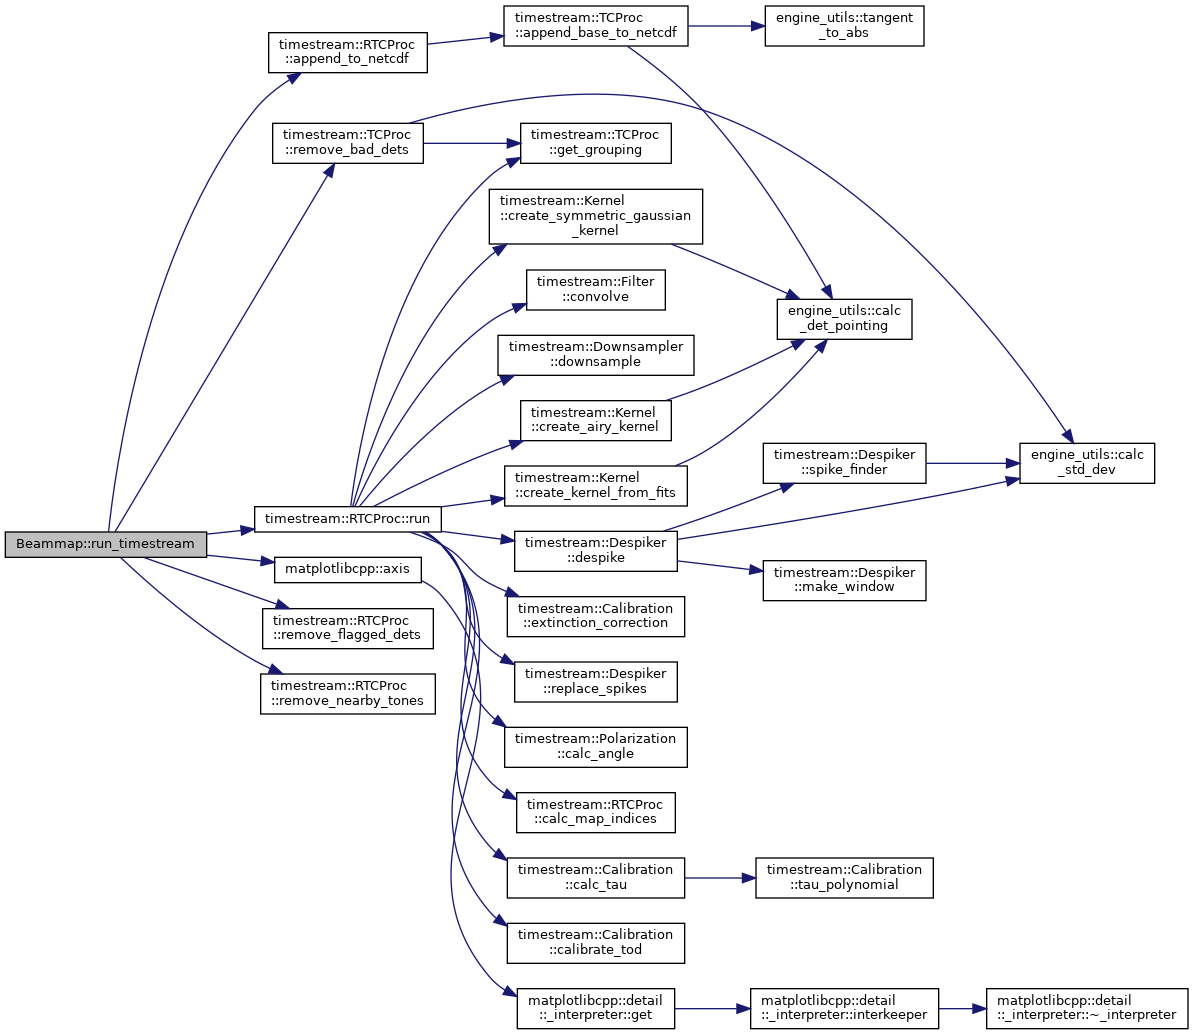 timestream::TCProc
::append_base_to_netcdf
engine_utils::tangent
_to_abs
timestream::RTCProc
::append_to_netcdf
timestream::TCProc
::remove_bad_dets
timestream::TCProc
::get_grouping
timestream::Kernel
::create_symmetric_gaussian
_kernel
timestream::Filter
::convolve
engine_utils::calc
_det_pointing
timestream::Downsampler
::downsample
timestream::Kernel
::create_airy_kernel
timestream::Despiker
::spike_finder
engine_utils::calc
_std_dev
timestream::Kernel
::create_kernel_from_fits
timestream::RTCProc::run
Beammap::run_timestream
timestream::Despiker
::despike
matplotlibcpp::axis
timestream::Despiker
::make_window
timestream::Calibration
::extinction_correction
timestream::RTCProc
::remove_flagged_dets
timestream::Despiker
::replace_spikes
timestream::RTCProc
::remove_nearby_tones
timestream::Polarization
::calc_angle
timestream::RTCProc
::calc_map_indices
timestream::Calibration
::calc_tau
timestream::Calibration
::tau_polynomial
timestream::Calibration
::calibrate_tod
matplotlibcpp::detail
::_interpreter::get
matplotlibcpp::detail
::_interpreter::interkeeper
matplotlibcpp::detail
::_interpreter::~_interpreter